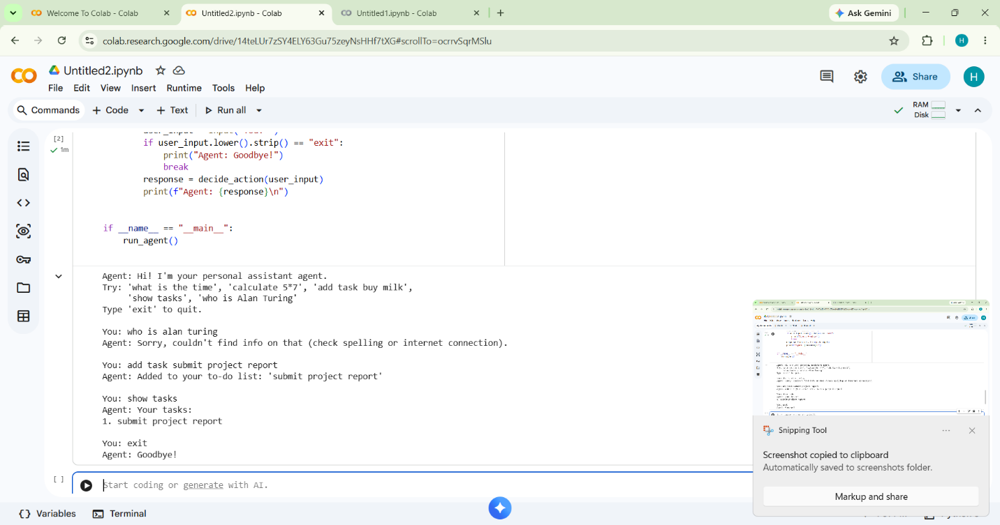 Welcome To Colab - Colab
Untitled2.ipynb - Colab
Untitled1.ipynb - Colab
Ask Gemini
colab.research.google.com/drive/14teLUr7zSY4ELY63Gu75zeyNsHHf7tXG#scrollTo=ocrrvSqrMSlu
H
Untitled2.ipynb
File Edit View Insert Runtime Tools Help
Share
H
Commands + Code + Text Run all
RAM
Disk
[2]
1m
if user_input.lower().strip() == "exit":
print("Agent: Goodbye!")
break
response = decide_action(user_input)
print(f"Agent: {response}\n")
if __name__ == "__main__":
run_agent()
Agent: Hi! I'm your personal assistant agent.
Try: 'what is the time', 'calculate 5*7', 'add task buy milk',
'show tasks', 'who is Alan Turing'
Type 'exit' to quit.
You: who is alan turing
Agent: Sorry, couldn't find info on that (check spelling or internet connection).
You: add task submit project report
Agent: Added to your to-do list: 'submit project report'
You: show tasks
Agent: Your tasks:
1. submit project report
You: exit
Agent: Goodbye!
[ ]
Start coding or generate with AI.
Snipping Tool
Screenshot copied to clipboard
Automatically saved to screenshots folder.
Markup and share
{} Variables
Terminal